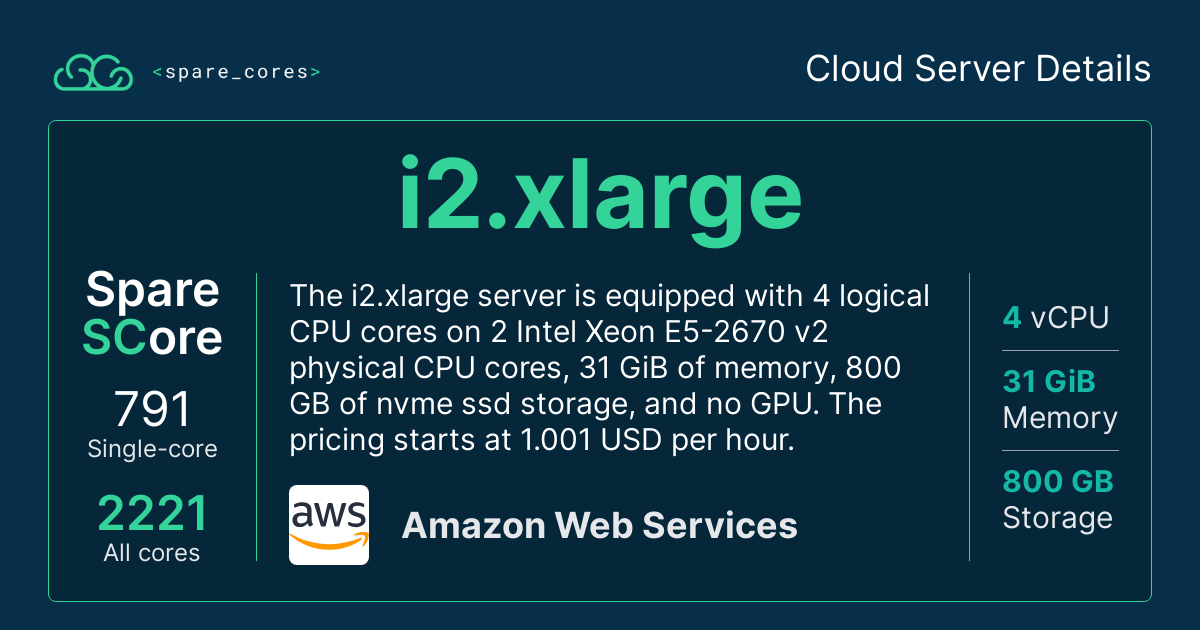 <spare_cores>
Cloud Server Details
i2.xlarge
Spare
SCore
791
Single-core
2221
All cores
The i2.xlarge server is equipped with 4 logical
CPU cores on 2 Intel Xeon E5-2670 v2
physical CPU cores, 31 GiB of memory, 800
GB of nvme ssd storage, and no GPU. The
pricing starts at 1.001 USD per hour.
aws
Amazon Web Services
4 vCPU
31 GiB
Memory
800 GB
Storage